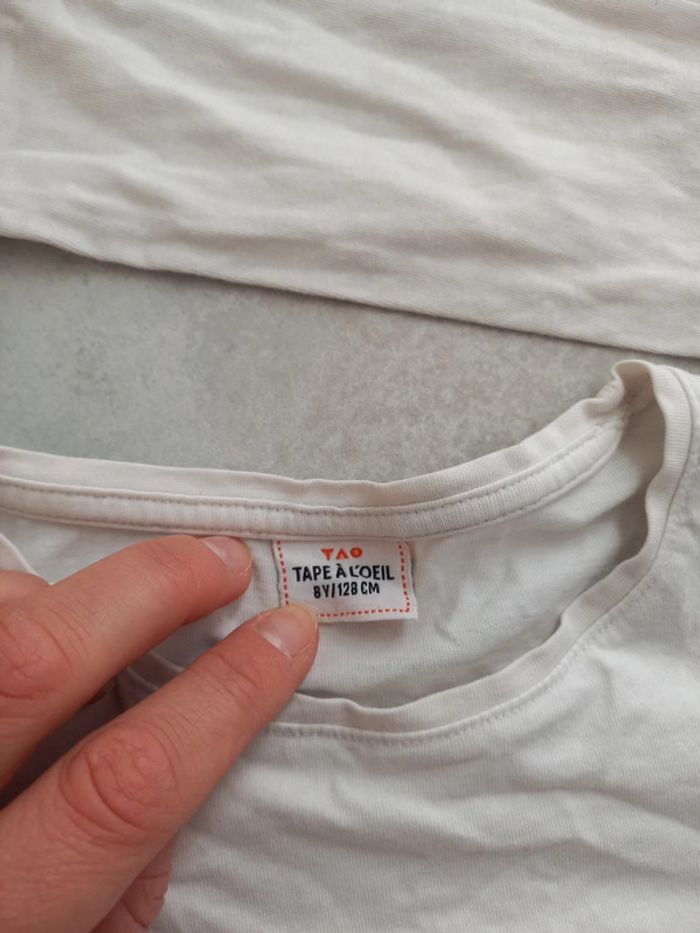 TAO
TAPE À L'OEIL
8Y/128 CM